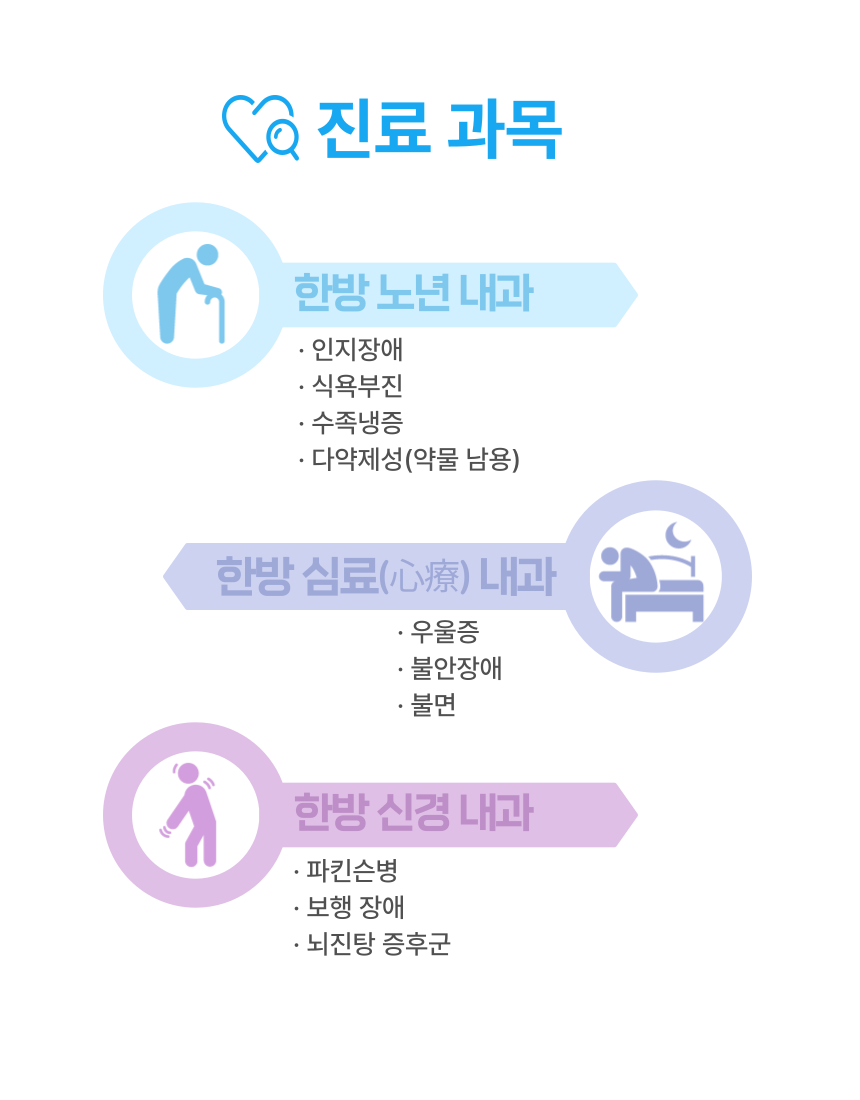 진료 과목
한방 노년 내과
· 인지장애
· 식욕부진
· 수족냉증
· 다약제성(약물 남용)
한방 심료(心療) 내과
· 우울증
· 불안장애
· 불면
한방 신경 내과
· 파킨슨병
· 보행 장애
· 뇌진탕 증후군